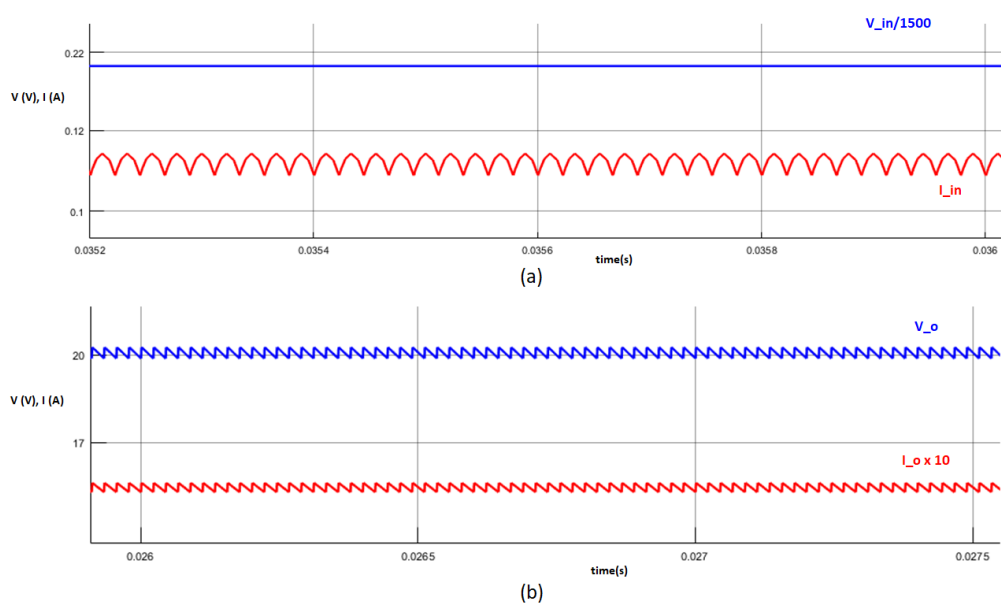 V_in/1500
0.22
V (V), I (A)
0.12
I_in
0.1
0.0352 0.0354 0.0356 0.0358 0.036
time(s)
(a)
V_o
20
V (V), I (A)
17
I_o x 10
0.026 0.0265 0.027 0.0275
time(s)
(b)